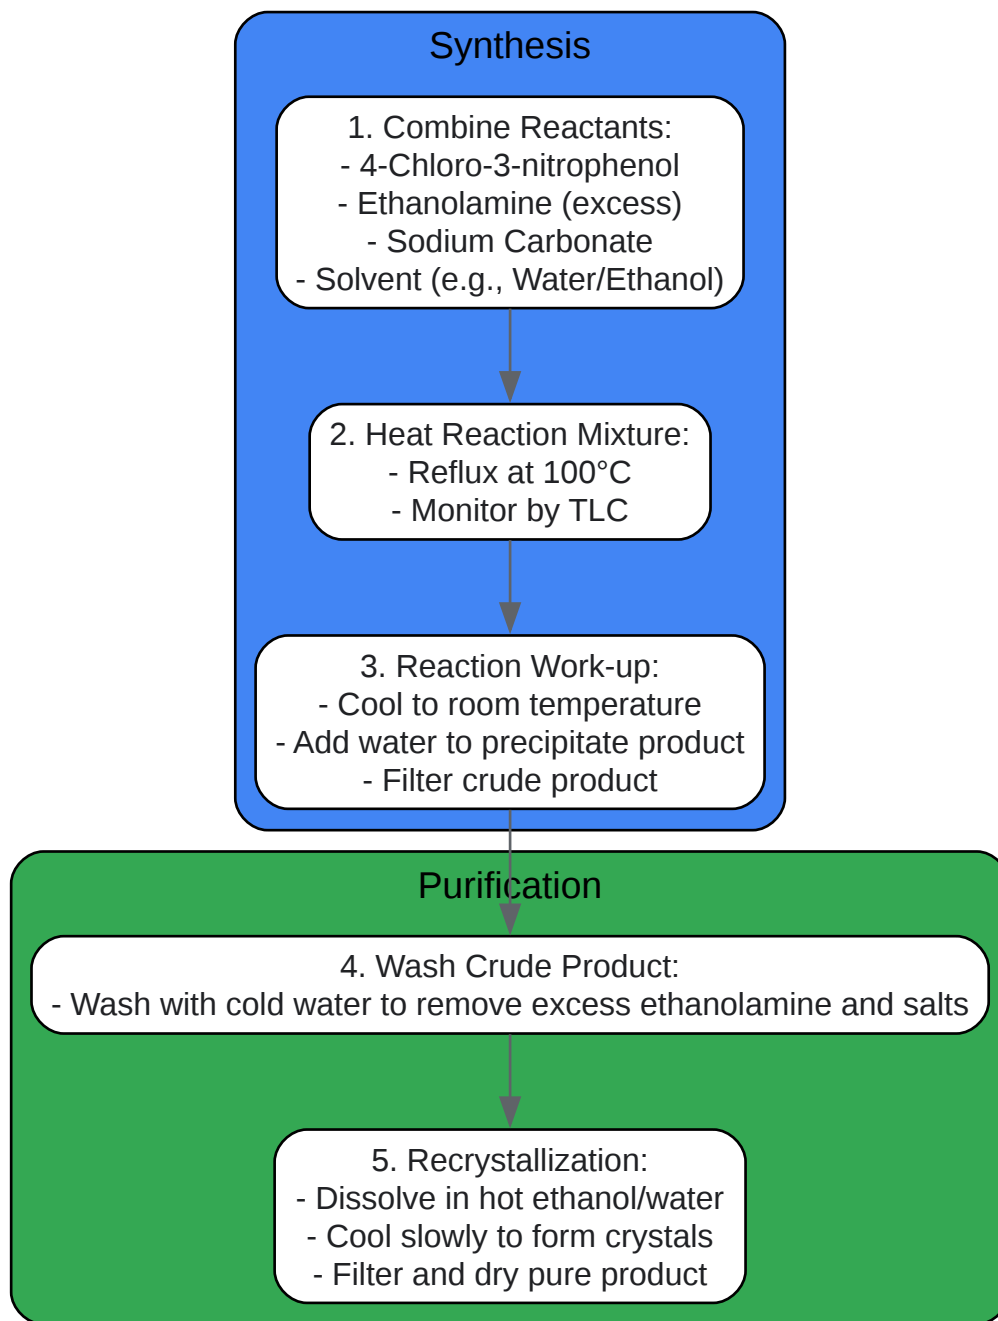 Synthesis
1. Combine Reactants:
- 4-Chloro-3-nitrophenol
- Ethanolamine (excess)
- Sodium Carbonate
- Solvent (e.g., Water/Ethanol)
2. Heat Reaction Mixture:
- Reflux at 100°C
- Monitor by TLC
3. Reaction Work-up:
- Cool to room temperature
- Add water to precipitate product
- Filter crude product
Purification
4. Wash Crude Product:
- Wash with cold water to remove excess ethanolamine and salts
5. Recrystallization:
- Dissolve in hot ethanol/water
- Cool slowly to form crystals
- Filter and dry pure product